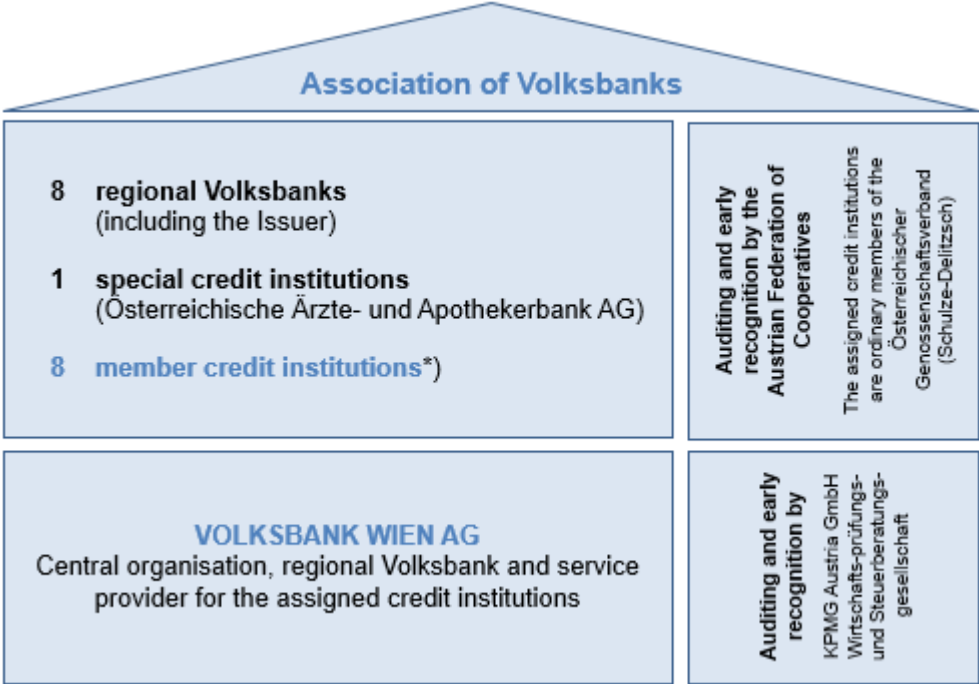 Association of Volksbanks
8 regional Volksbanks
(including the Issuer)
1 special credit institutions
(Österreichische Ärzte- und Apothekerbank AG)
8 member credit institutions*)
Auditing and early
recognition by the
Austrian Federation of
Cooperatives
The assigned credit institutions
are ordinary members of the
Österreichischer
Genossenschaftsverband
(Schulze-Delitzsch)
VOLKSBANK WIEN AG
Central organisation, regional Volksbank and service
provider for the assigned credit institutions
Auditing and early
recognition by
KPMG Austria GmbH
Wirtschafts-prüfungs-
und Steuerberatungs-
gesellschaft